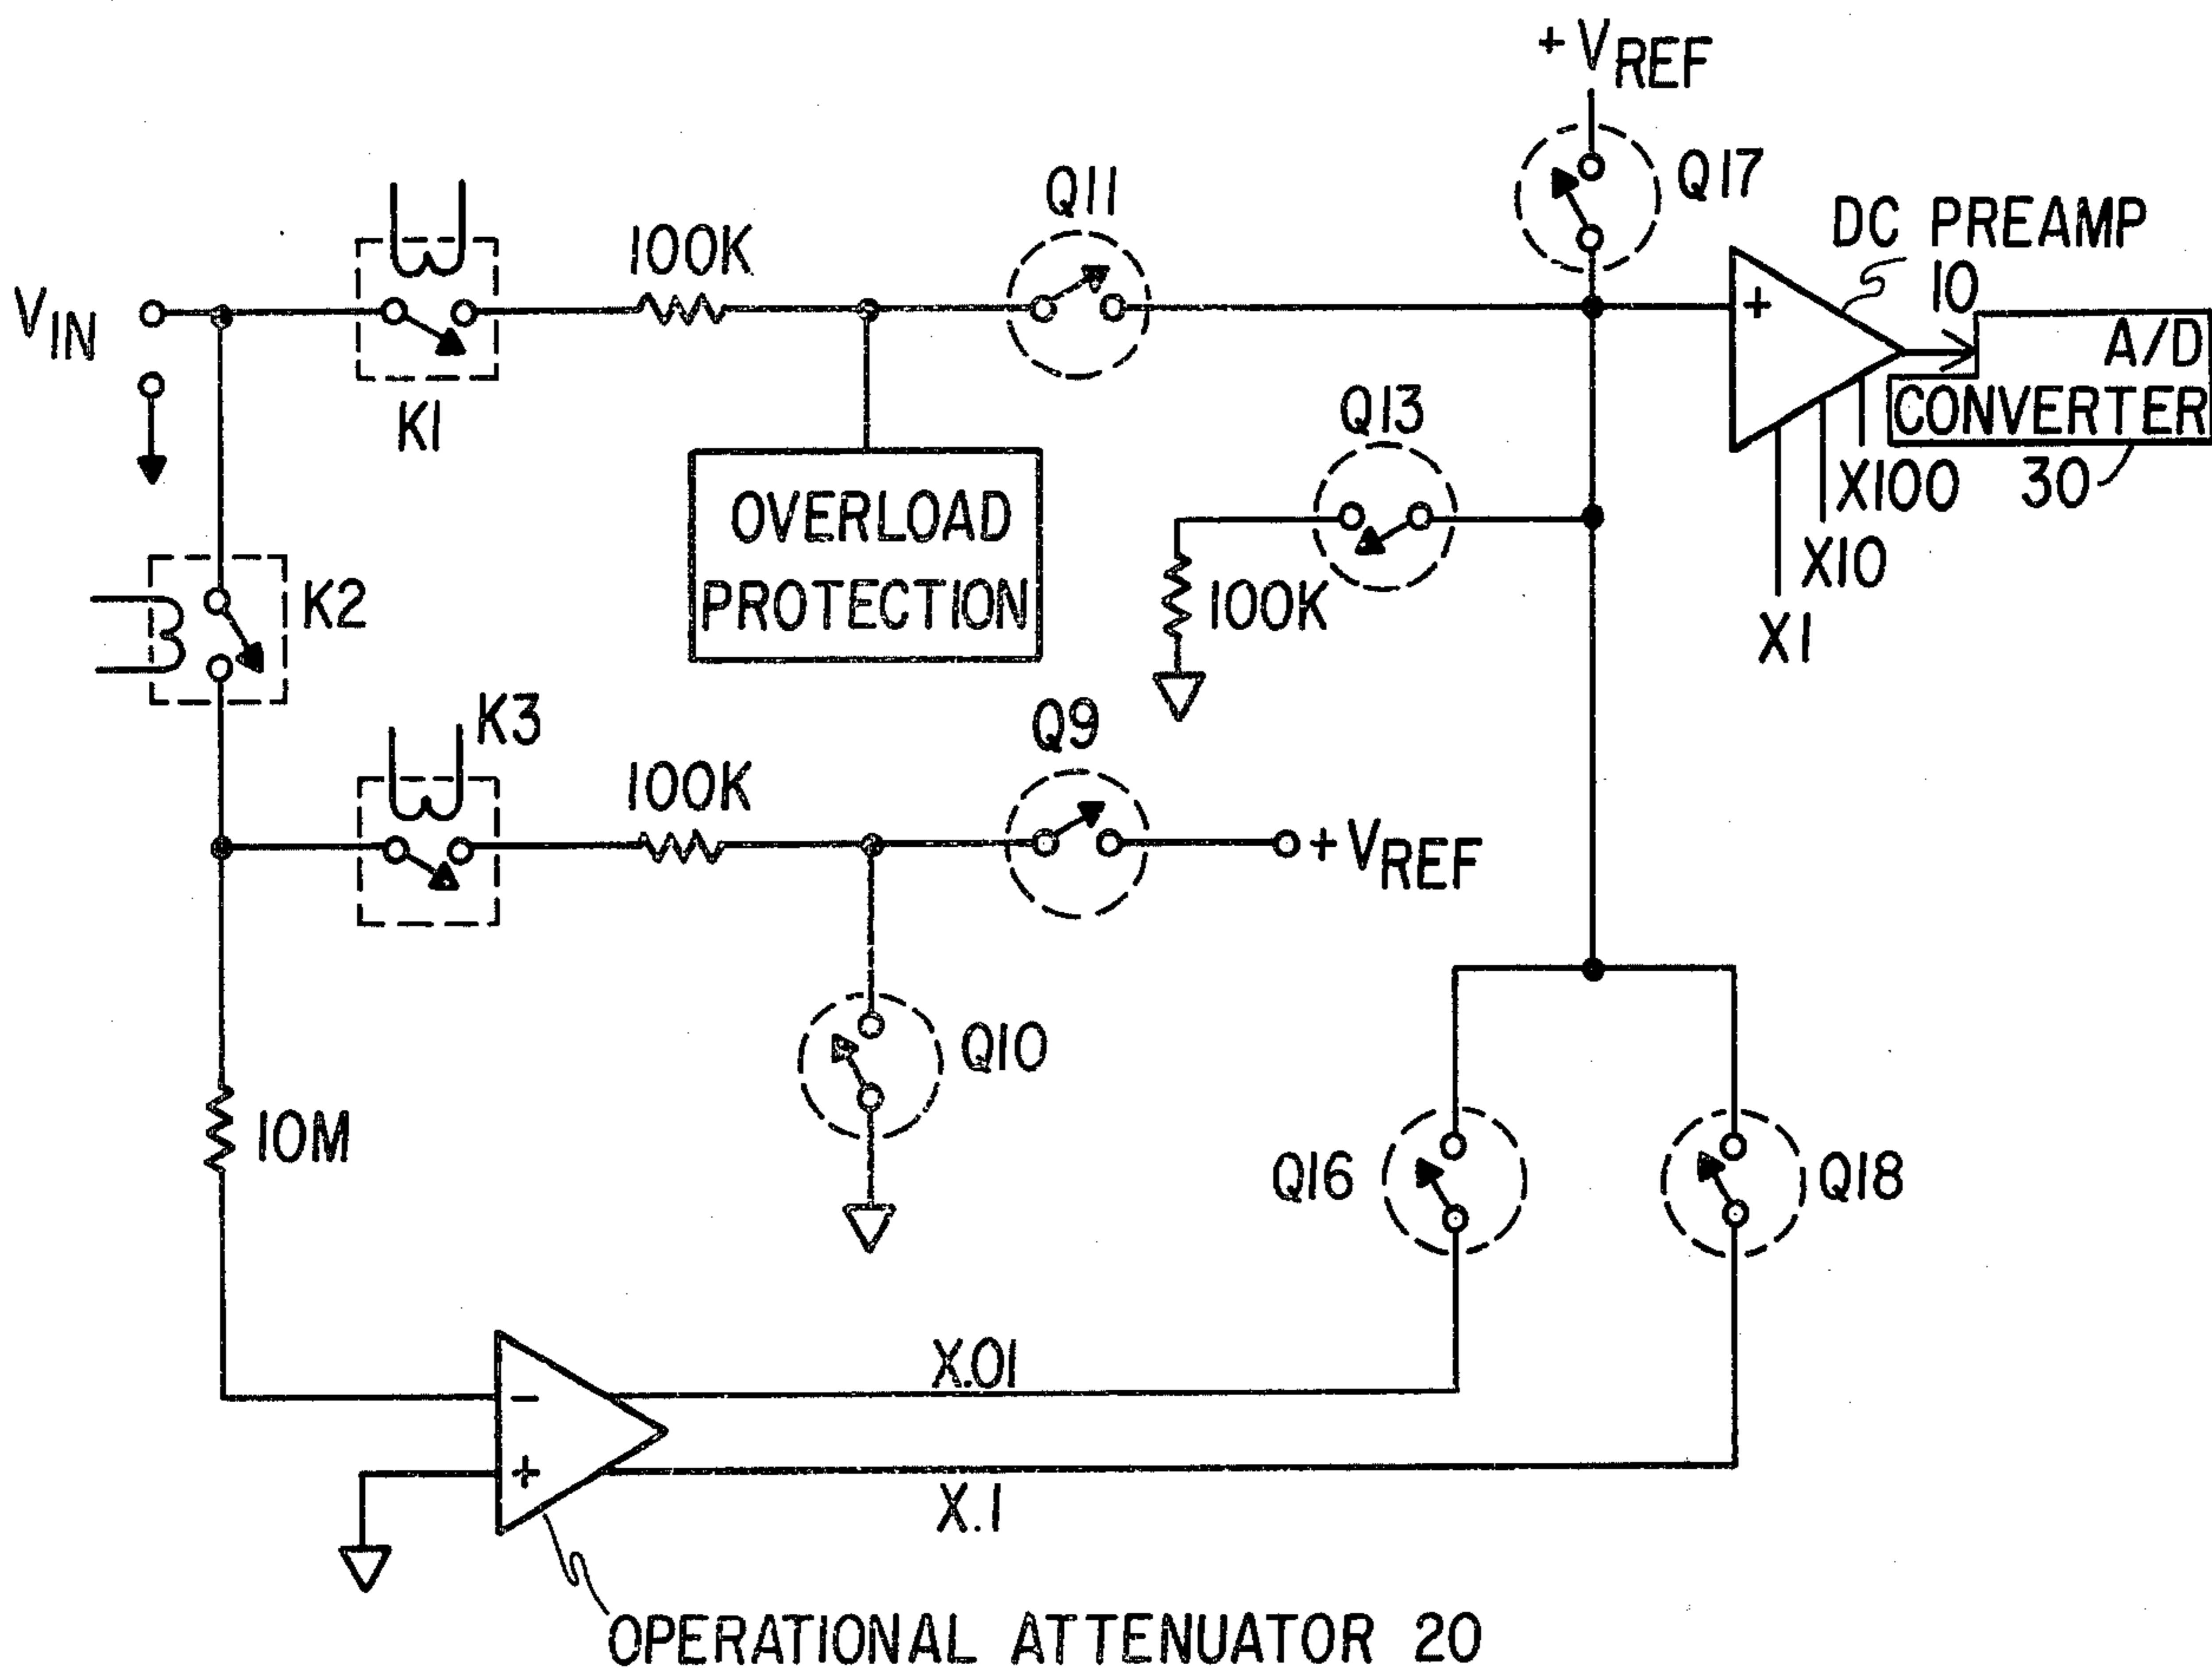 +VREF
Q17
Q11
DC PREAMP
10
100K
VIN
+
A/D
CONVERTER
K1
Q13
X100
30
OVERLOAD
PROTECTION
X10
100K
K2
X1
K3
Q9
100K
+VREF
Q10
10M
Q16
Q18
X.01
−
+
X.1
OPERATIONAL ATTENUATOR 20